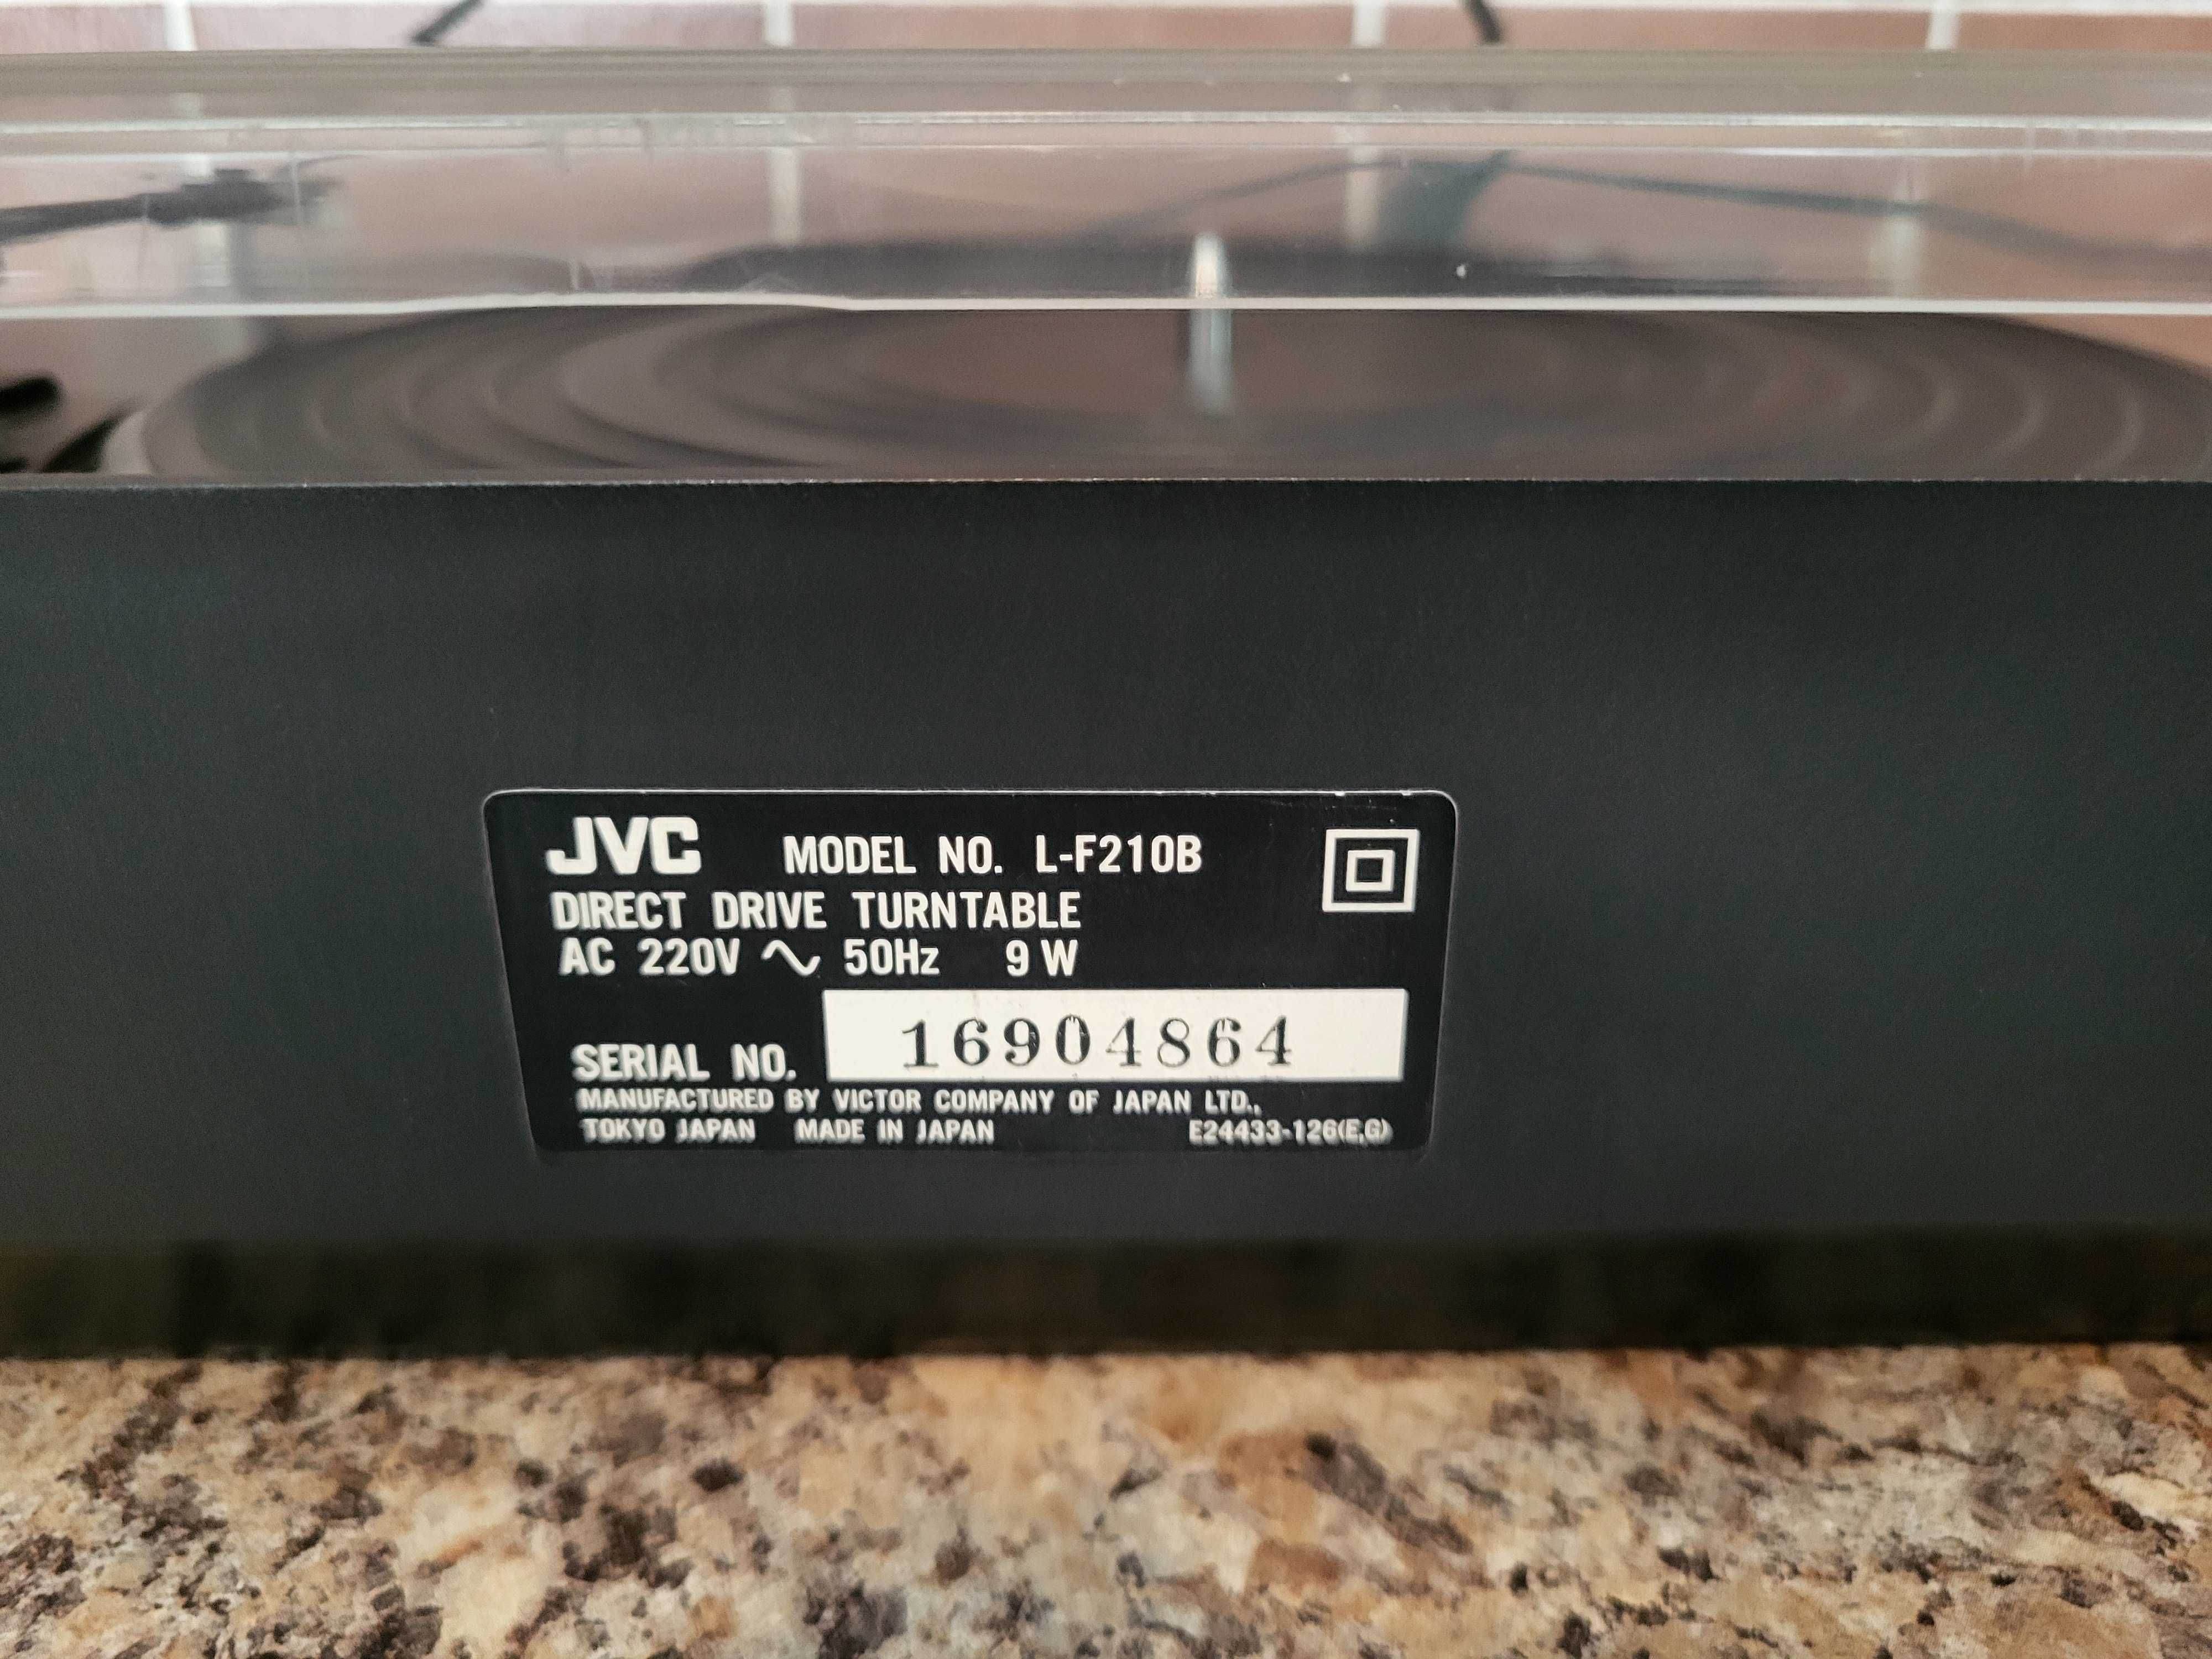 JVC MODEL NO. L-F210B
DIRECT DRIVE TURNTABLE
AC 220V ∿ 50Hz 9 W
SERIAL NO. 16904864
MANUFACTURED BY VICTOR COMPANY OF JAPAN LTD.,
TOKYO JAPAN MADE IN JAPAN E24433-126(E,G)